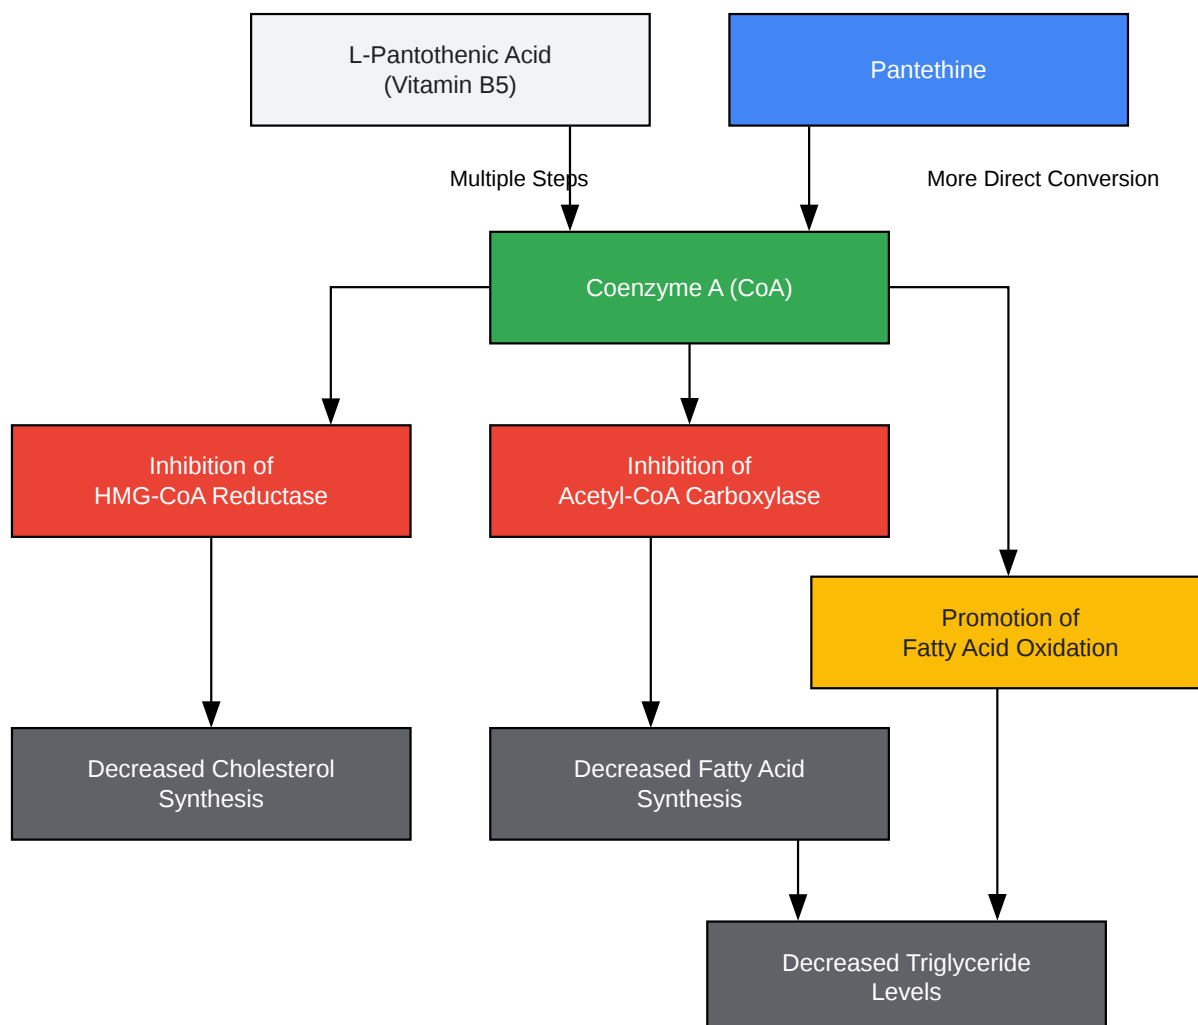 L-Pantothenic Acid
(Vitamin B5)
Pantethine
Multiple Steps
More Direct Conversion
Coenzyme A (CoA)
Inhibition of
HMG-CoA Reductase
Inhibition of
Acetyl-CoA Carboxylase
Promotion of
Fatty Acid Oxidation
Decreased Cholesterol
Synthesis
Decreased Fatty Acid
Synthesis
Decreased Triglyceride
Levels